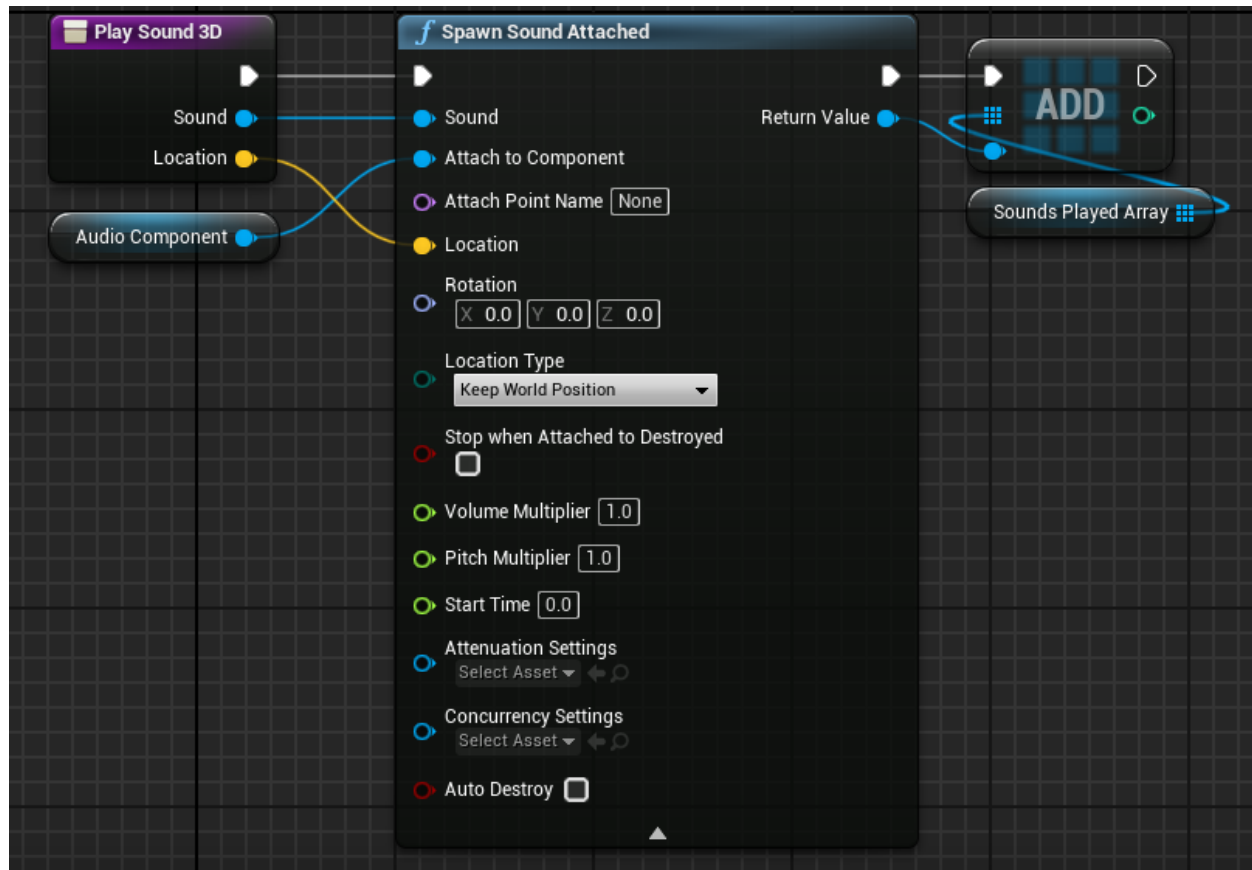 Play Sound 3D
Sound
Location
Audio Component
Spawn Sound Attached
Sound
Return Value
Attach to Component
Attach Point Name None
Location
Rotation
X 0.0 Y 0.0 Z 0.0
Location Type
Keep World Position
Stop when Attached to Destroyed
Volume Multiplier 1.0
Pitch Multiplier 1.0
Start Time 0.0
Attenuation Settings
Select Asset
Concurrency Settings
Select Asset
Auto Destroy
ADD
Sounds Played Array